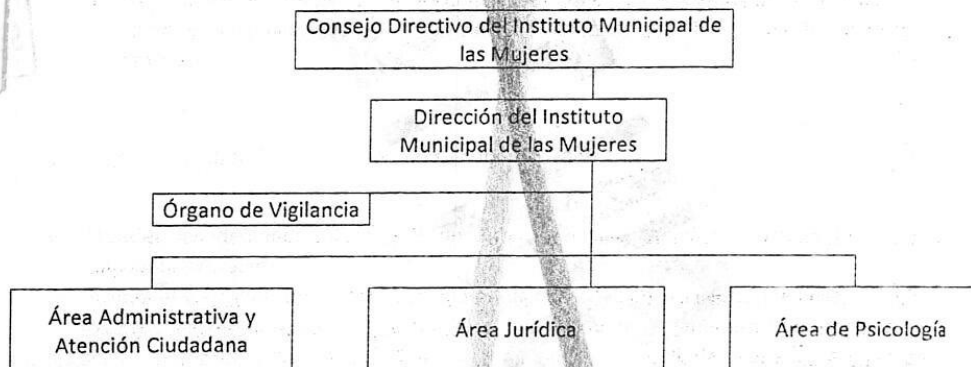 Consejo Directivo del Instituto Municipal de
las Mujeres
Dirección del Instituto
Municipal de las Mujeres
Órgano de Vigilancia
Área Administrativa y
Atención Ciudadana
Área Jurídica
Área de Psicología